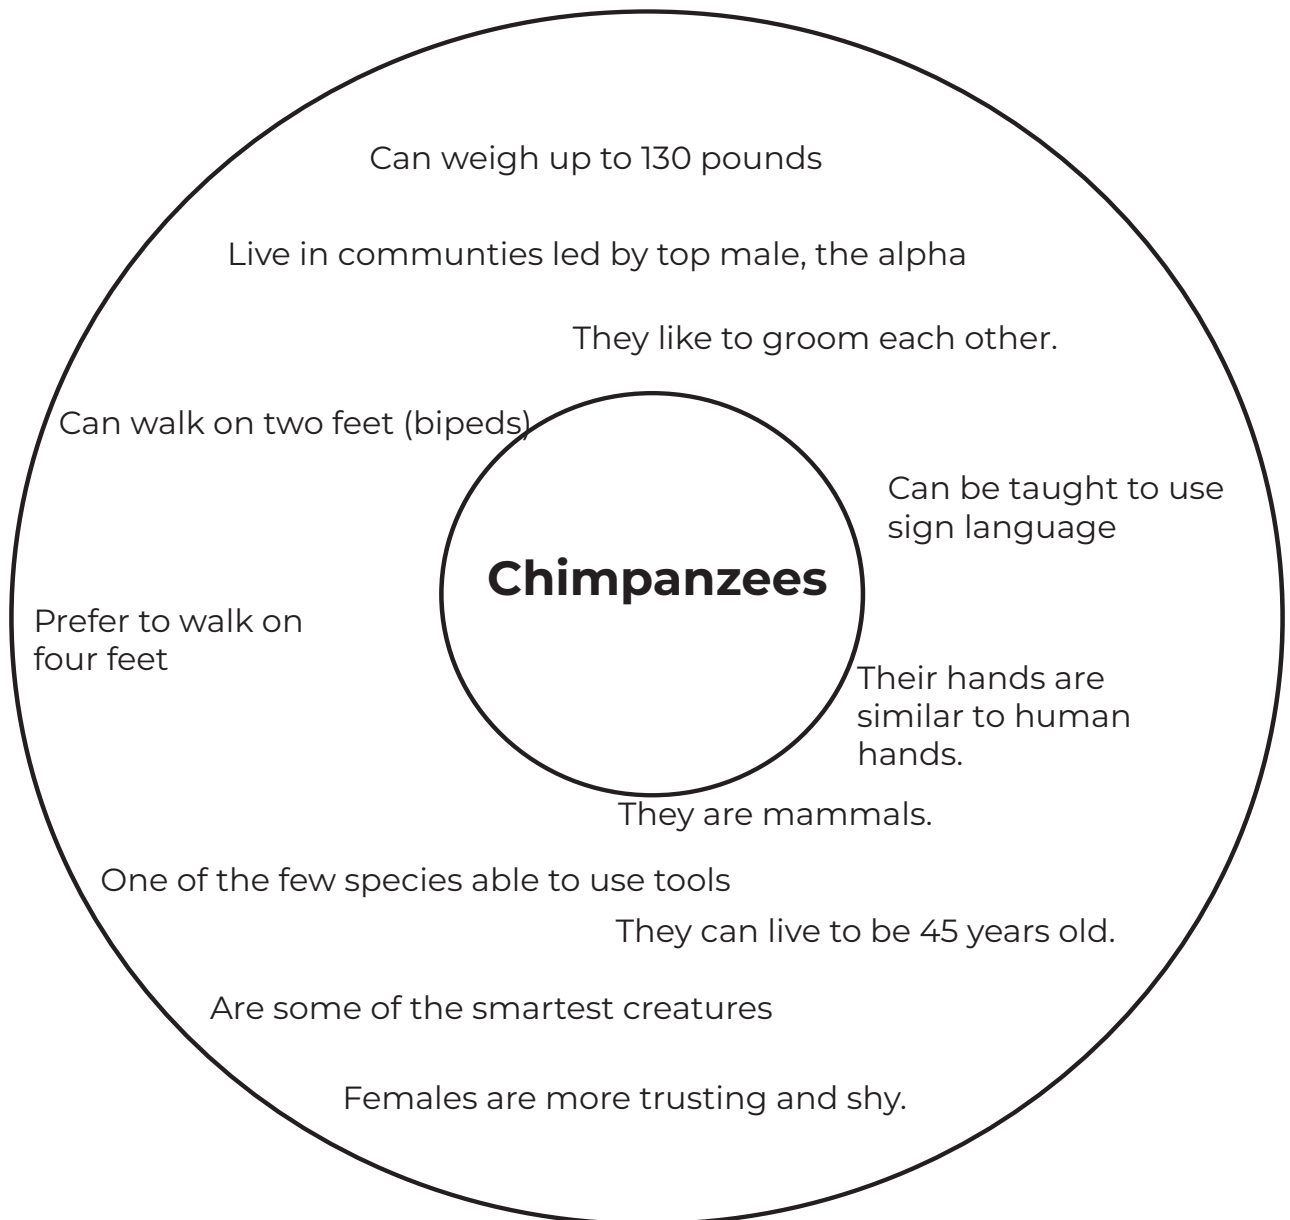 Can weigh up to 130 pounds
Live in communties led by top male, the alpha
They like to groom each other.
Can walk on two feet (bipeds)
Can be taught to use
sign language
Chimpanzees
Prefer to walk on
four feet
Their hands are
similar to human
hands.
They are mammals.
One of the few species able to use tools
They can live to be 45 years old.
Are some of the smartest creatures
Females are more trusting and shy.